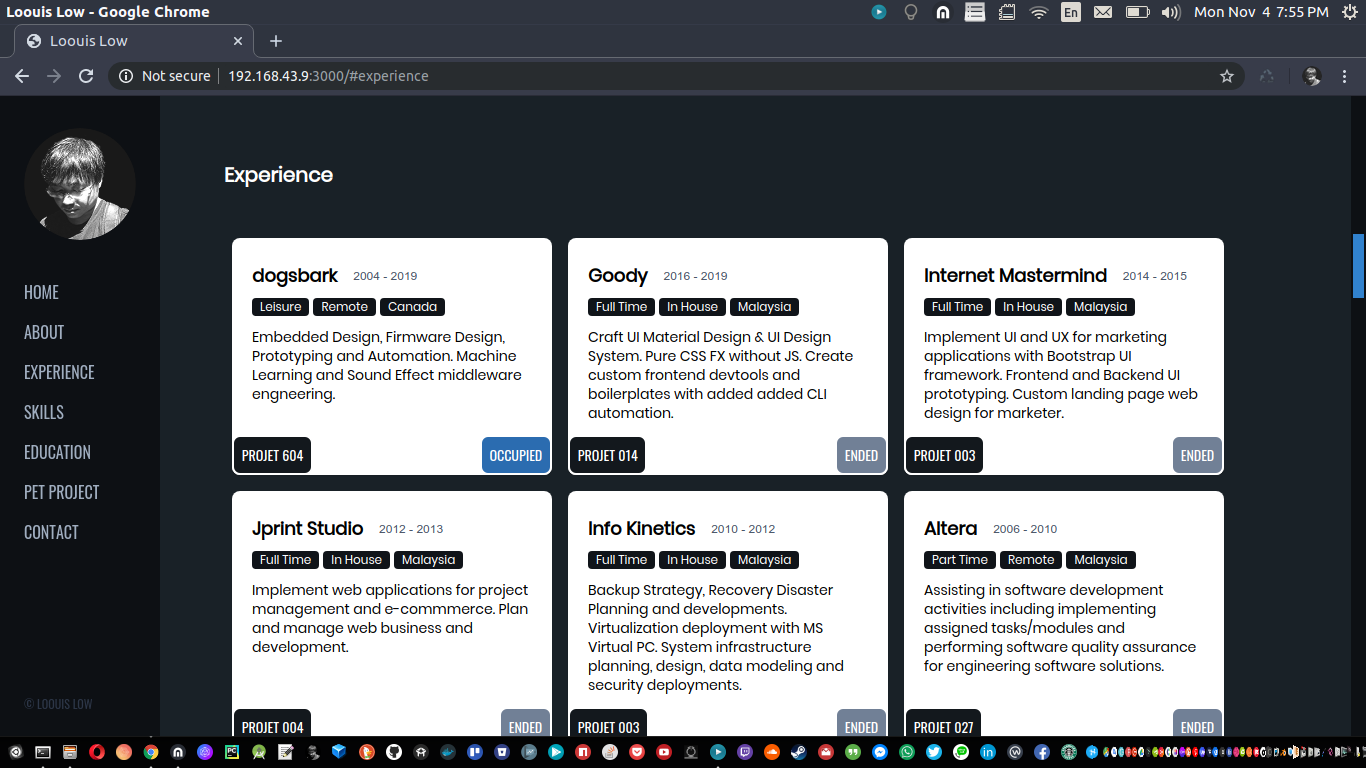 Loouis Low - Google Chrome
En
Mon Nov 4 7:55 PM
Loouis Low
Not secure
192.168.43.9:3000/#experience
HOME
ABOUT
EXPERIENCE
SKILLS
EDUCATION
PET PROJECT
CONTACT
© LOOUIS LOW
Experience
dogsbark 2004 - 2019
Leisure Remote Canada
Embedded Design, Firmware Design,
Prototyping and Automation. Machine
Learning and Sound Effect middleware
engneering.
PROJET 604 OCCUPIED
Goody 2016 - 2019
Full Time In House Malaysia
Craft UI Material Design & UI Design
System. Pure CSS FX without JS. Create
custom frontend devtools and
boilerplates with added added CLI
automation.
PROJET 014 ENDED
Internet Mastermind 2014 - 2015
Full Time In House Malaysia
Implement UI and UX for marketing
applications with Bootstrap UI
framework. Frontend and Backend UI
prototyping. Custom landing page web
design for marketer.
PROJET 003 ENDED
Jprint Studio 2012 - 2013
Full Time In House Malaysia
Implement web applications for project
management and e-commmerce. Plan
and manage web business and
development.
PROJET 004 ENDED
Info Kinetics 2010 - 2012
Full Time In House Malaysia
Backup Strategy, Recovery Disaster
Planning and developments.
Virtualization deployment with MS
Virtual PC. System infrastructure
planning, design, data modeling and
security deployments.
PROJET 003 ENDED
Altera 2006 - 2010
Part Time Remote Malaysia
Assisting in software development
activities including implementing
assigned tasks/modules and
performing software quality assurance
for engineering software solutions.
PROJET 027 ENDED